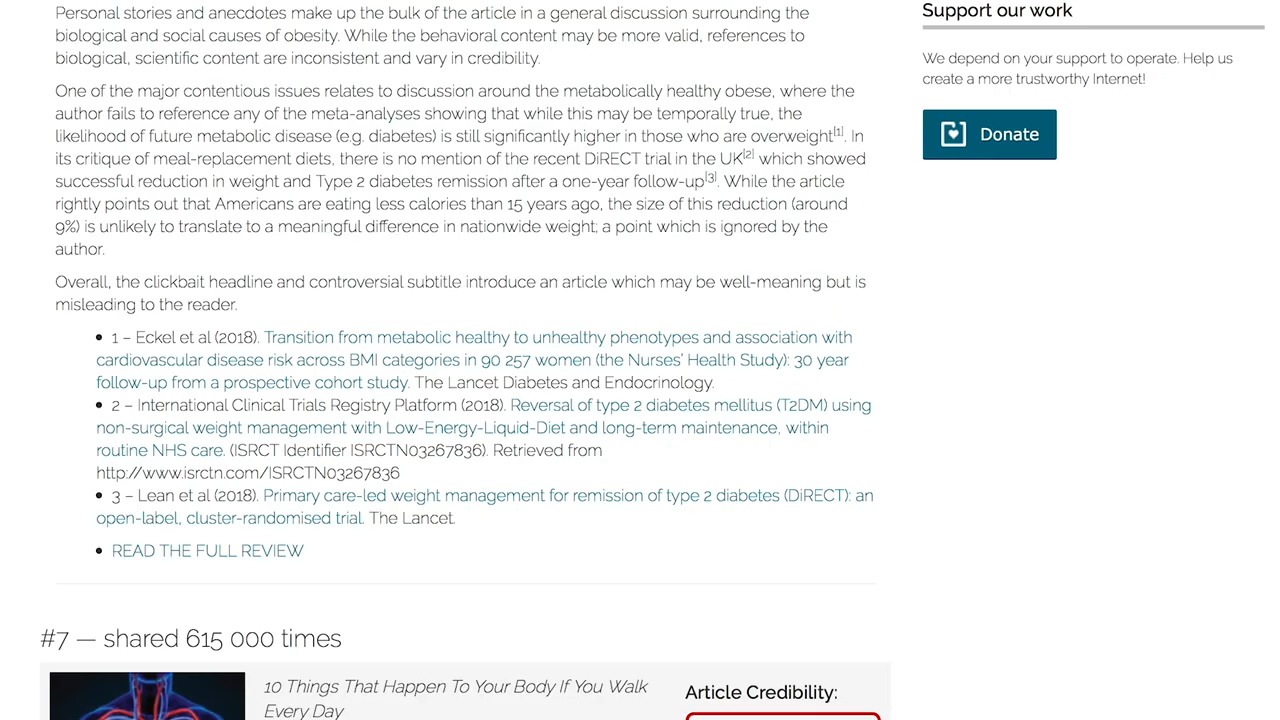 Personal stories and anecdotes make up the bulk of the article in a general discussion surrounding the
biological and social causes of obesity. While the behavioral content may be more valid, references to
biological, scientific content are inconsistent and vary in credibility.
One of the major contentious issues relates to discussion around the metabolically healthy obese, where the
author fails to reference any of the meta-analyses showing that while this may be temporally true, the
likelihood of future metabolic disease (e.g. diabetes) is still significantly higher in those who are overweight[1]. In
its critique of meal-replacement diets, there is no mention of the recent DiRECT trial in the UK[2] which showed
successful reduction in weight and Type 2 diabetes remission after a one-year follow-up[3]. While the article
rightly points out that Americans are eating less calories than 15 years ago, the size of this reduction (around
9%) is unlikely to translate to a meaningful difference in nationwide weight; a point which is ignored by the
author.
Overall, the clickbait headline and controversial subtitle introduce an article which may be well-meaning but is
misleading to the reader.
• 1 – Eckel et al (2018). Transition from metabolic healthy to unhealthy phenotypes and association with
cardiovascular disease risk across BMI categories in 90 257 women (the Nurses' Health Study): 30 year
follow-up from a prospective cohort study. The Lancet Diabetes and Endocrinology.
• 2 – International Clinical Trials Registry Platform (2018). Reversal of type 2 diabetes mellitus (T2DM) using
non-surgical weight management with Low-Energy-Liquid-Diet and long-term maintenance, within
routine NHS care. (ISRCT Identifier ISRCTN03267836). Retrieved from
http://www.isrctn.com/ISRCTN03267836
• 3 – Lean et al (2018). Primary care-led weight management for remission of type 2 diabetes (DiRECT): an
open-label, cluster-randomised trial. The Lancet.
• READ THE FULL REVIEW
#7 — shared 615 000 times
10 Things That Happen To Your Body If You Walk
Every Day
Article Credibility:
Support our work
We depend on your support to operate. Help us
create a more trustworthy Internet!
Donate